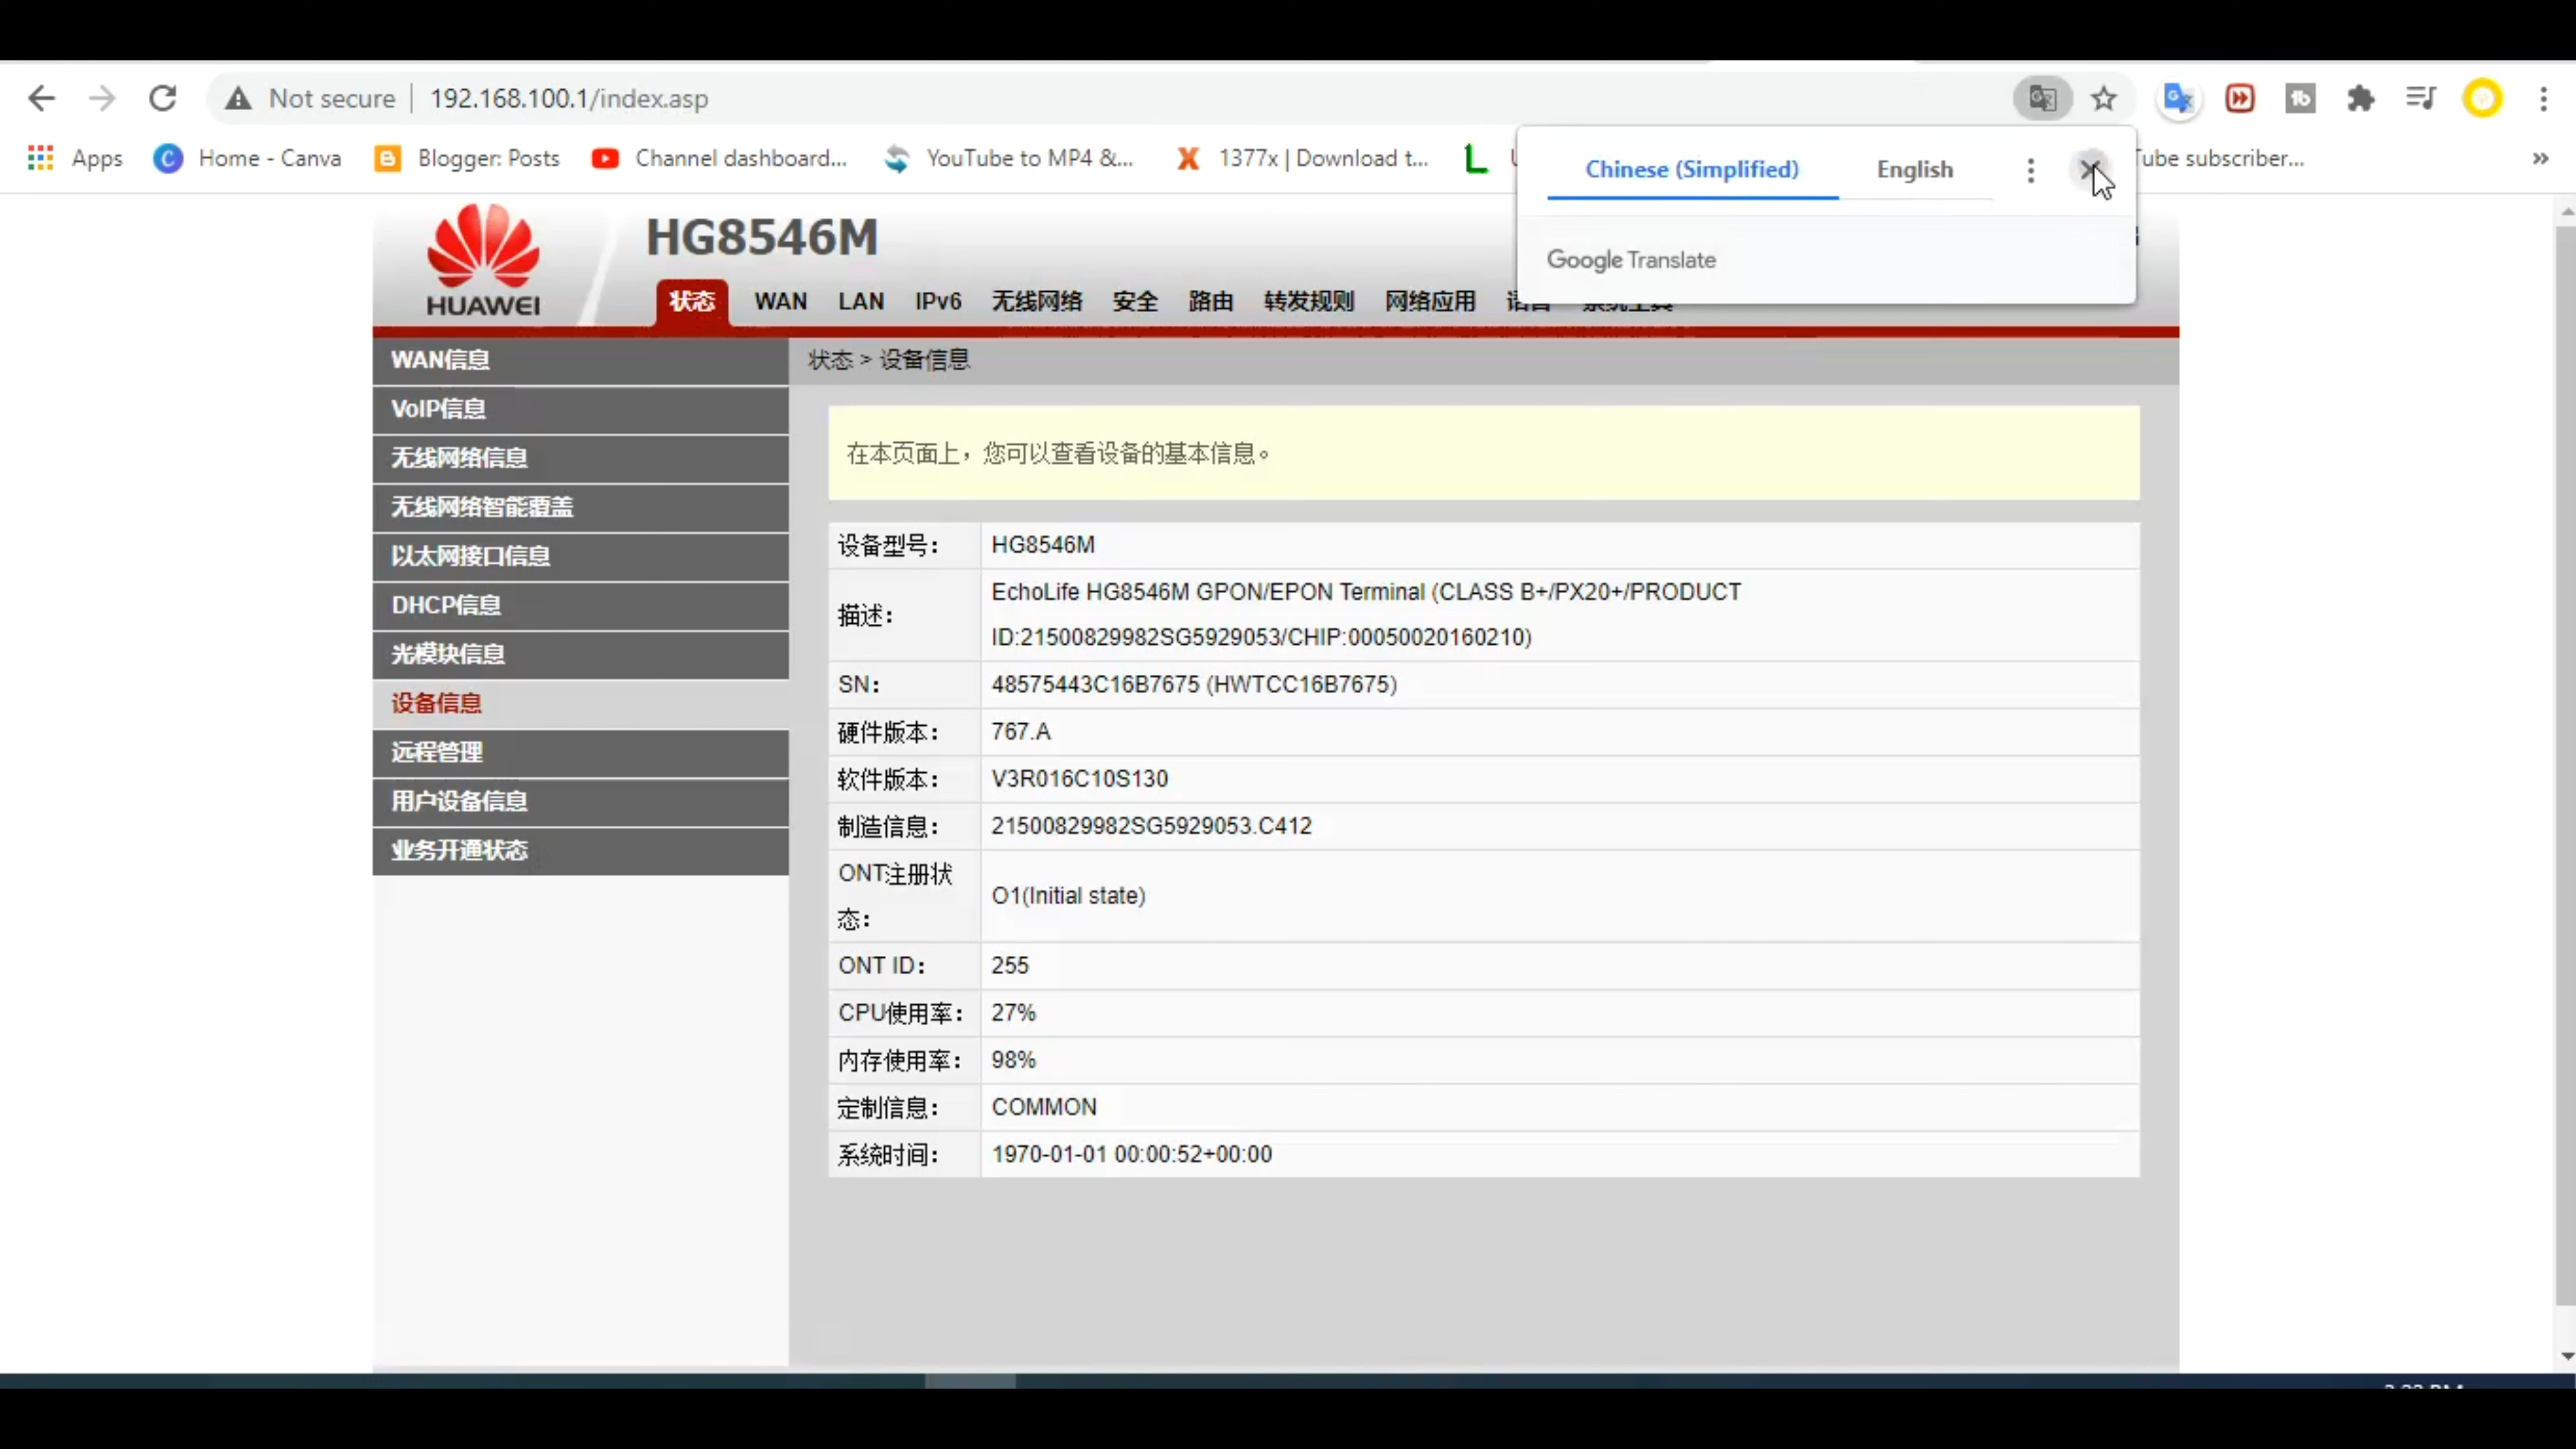 Not secure | 192.168.100.1/index.asp
Apps Home - Canva Blogger: Posts Channel dashboard... YouTube to MP4 &... 1377x | Download t... Tube subscriber...
Chinese (Simplified) English
Google Translate
HUAWEI
HG8546M
状态 WAN LAN IPv6 无线网络 安全 路由 转发规则 网络应用
WAN信息
VoIP信息
无线网络信息
无线网络智能覆盖
以太网接口信息
DHCP信息
光模块信息
设备信息
远程管理
用户设备信息
业务开通状态
状态 > 设备信息
在本页面上，您可以查看设备的基本信息。
设备型号： HG8546M
描述： EchoLife HG8546M GPON/EPON Terminal (CLASS B+/PX20+/PRODUCT
ID:21500829982SG5929053/CHIP:00050020160210)
SN： 48575443C16B7675 (HWTCC16B7675)
硬件版本： 767.A
软件版本： V3R016C10S130
制造信息： 21500829982SG5929053.C412
ONT注册状
态： O1(Initial state)
ONT ID： 255
CPU使用率： 27%
内存使用率： 98%
定制信息： COMMON
系统时间： 1970-01-01 00:00:52+00:00